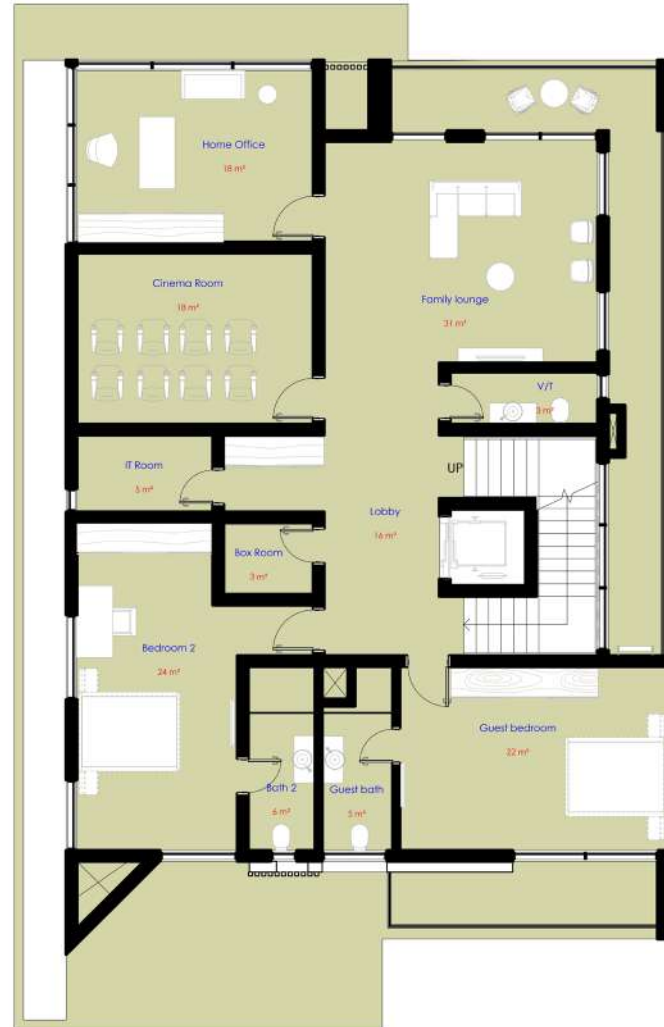 Home Office
18 m²
Cinema Room
18 m²
Family lounge
31 m²
V/T
3 m²
IT Room
5 m²
UP
Lobby
16 m²
Box Room
3 m²
Bedroom 2
24 m²
Guest bedroom
22 m²
Bath 2
6 m²
Guest bath
5 m²